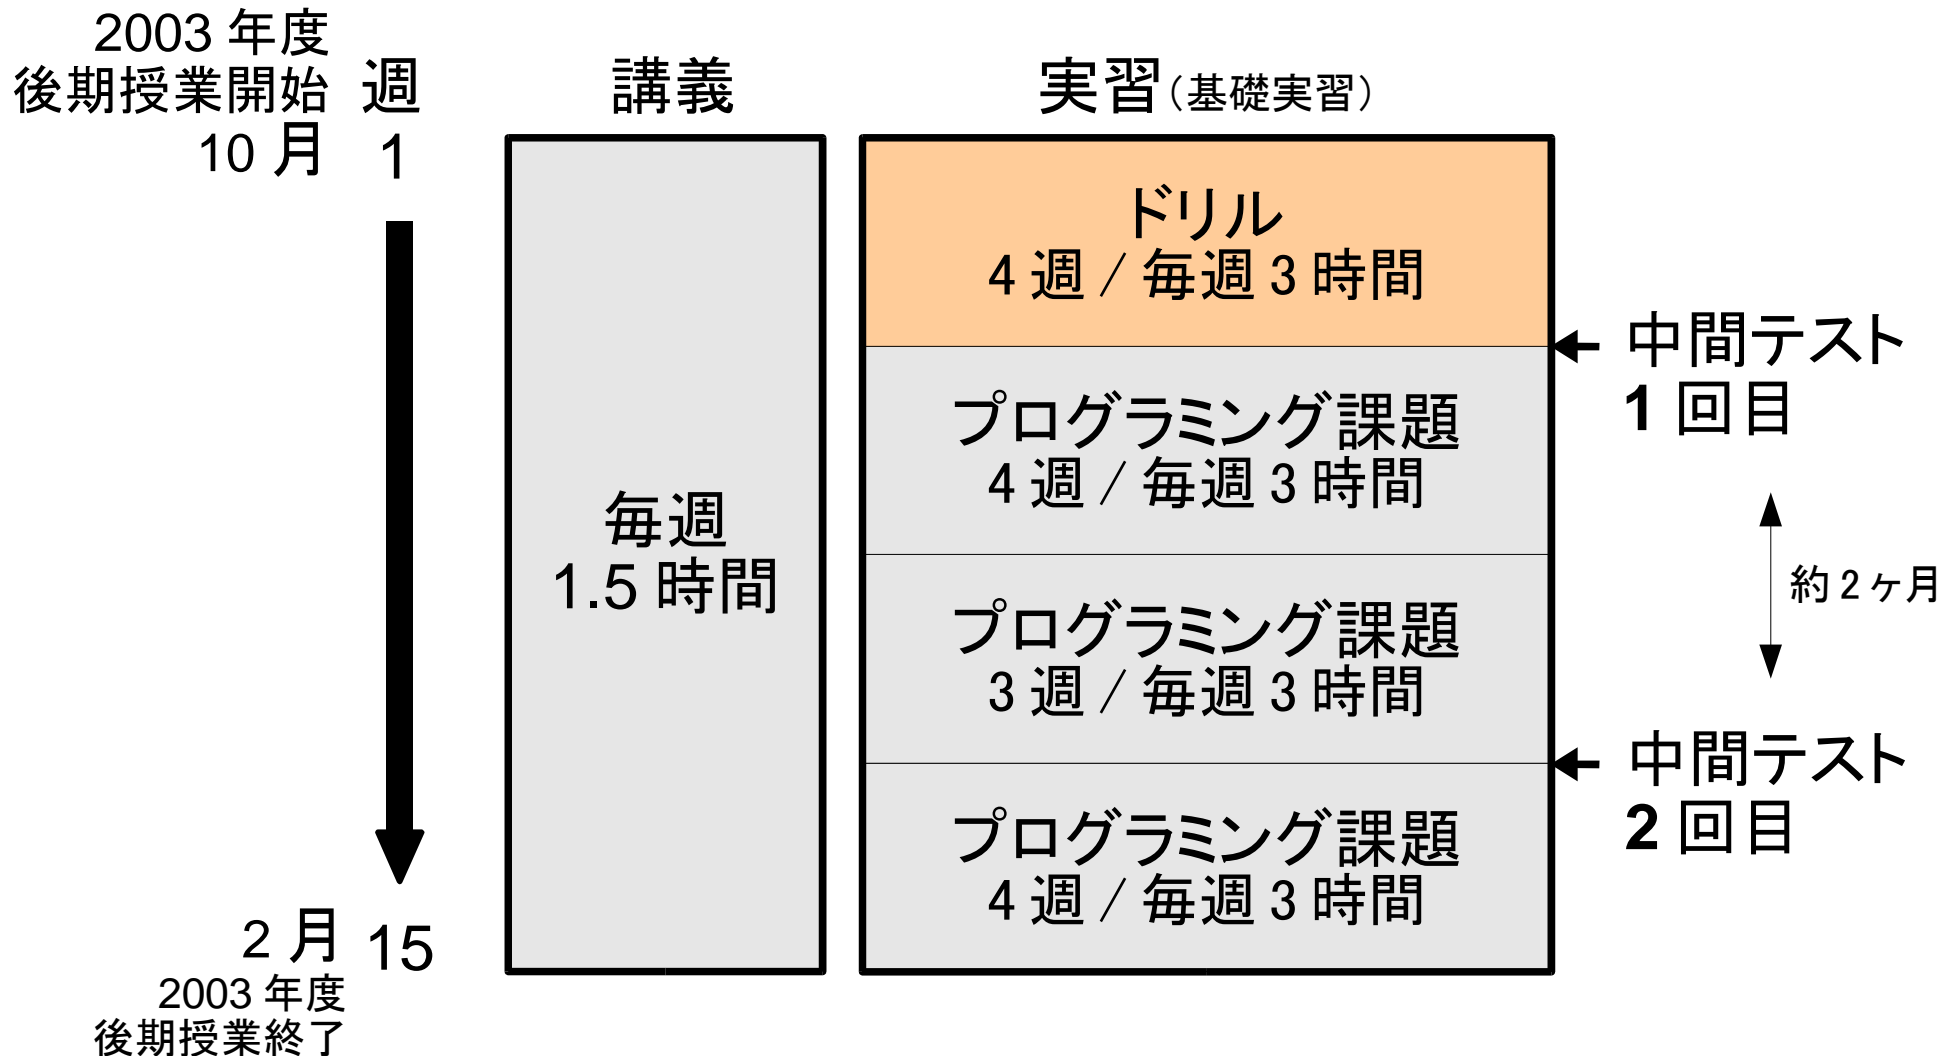 2003 年度
後期授業開始
10 月
週
1
講義
実習(基礎実習)
毎週
1.5 時間
ドリル
4 週 / 毎週 3 時間
プログラミング課題
4 週 / 毎週 3 時間
プログラミング課題
3 週 / 毎週 3 時間
プログラミング課題
4 週 / 毎週 3 時間
中間テスト
1 回目
約 2 ヶ月
中間テスト
2 回目
2 月
15
2003 年度
後期授業終了